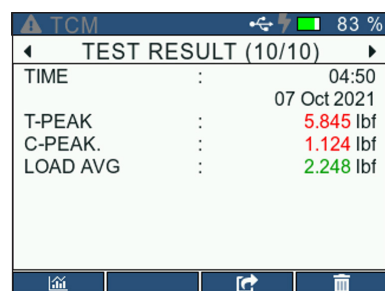 TCM 83 %
TEST RESULT (10/10)
TIME : 04:50
07 Oct 2021
T-PEAK : 5.845 lbf
C-PEAK. : 1.124 lbf
LOAD AVG : 2.248 lbf